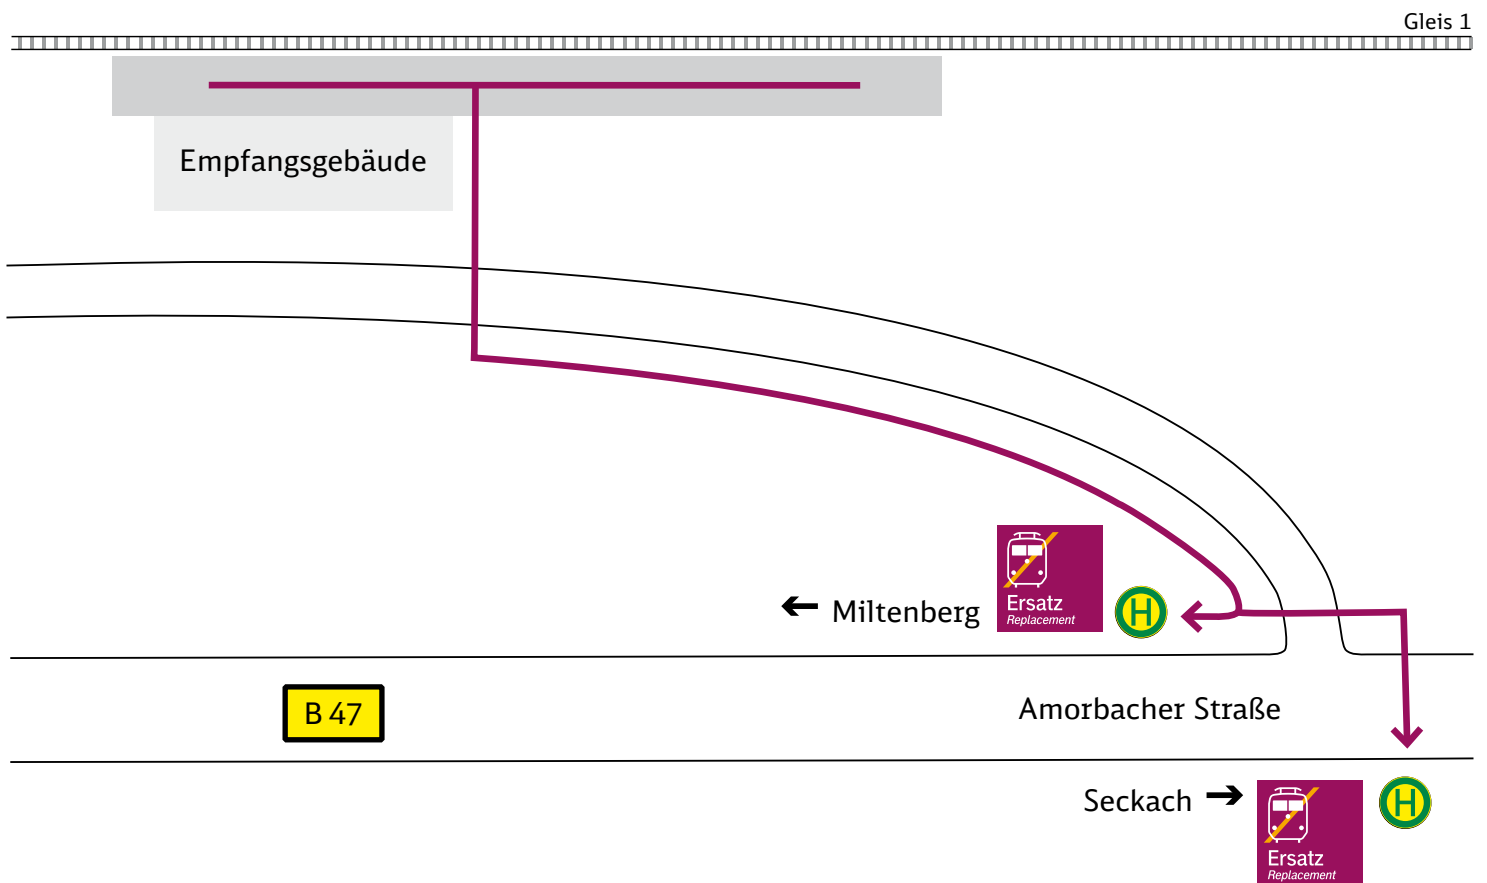 Gleis 1
Empfangsgebäude
← Miltenberg
Ersatz
Replacement
H
B 47
Amorbacher Straße
Seckach →
Ersatz
Replacement
H